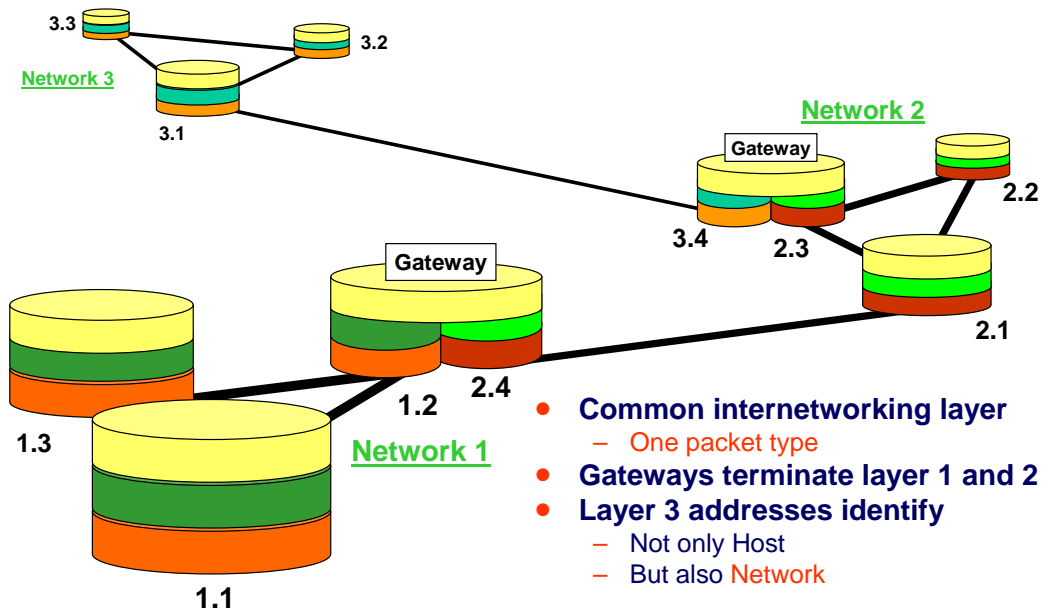 3.3
3.2
Network 3
3.1
Network 2
Gateway
2.2
3.4
2.3
Gateway
2.1
2.4
1.2
1.3
Network 1
1.1
• Common internetworking layer
– One packet type
• Gateways terminate layer 1 and 2
• Layer 3 addresses identify
– Not only Host
– But also Network